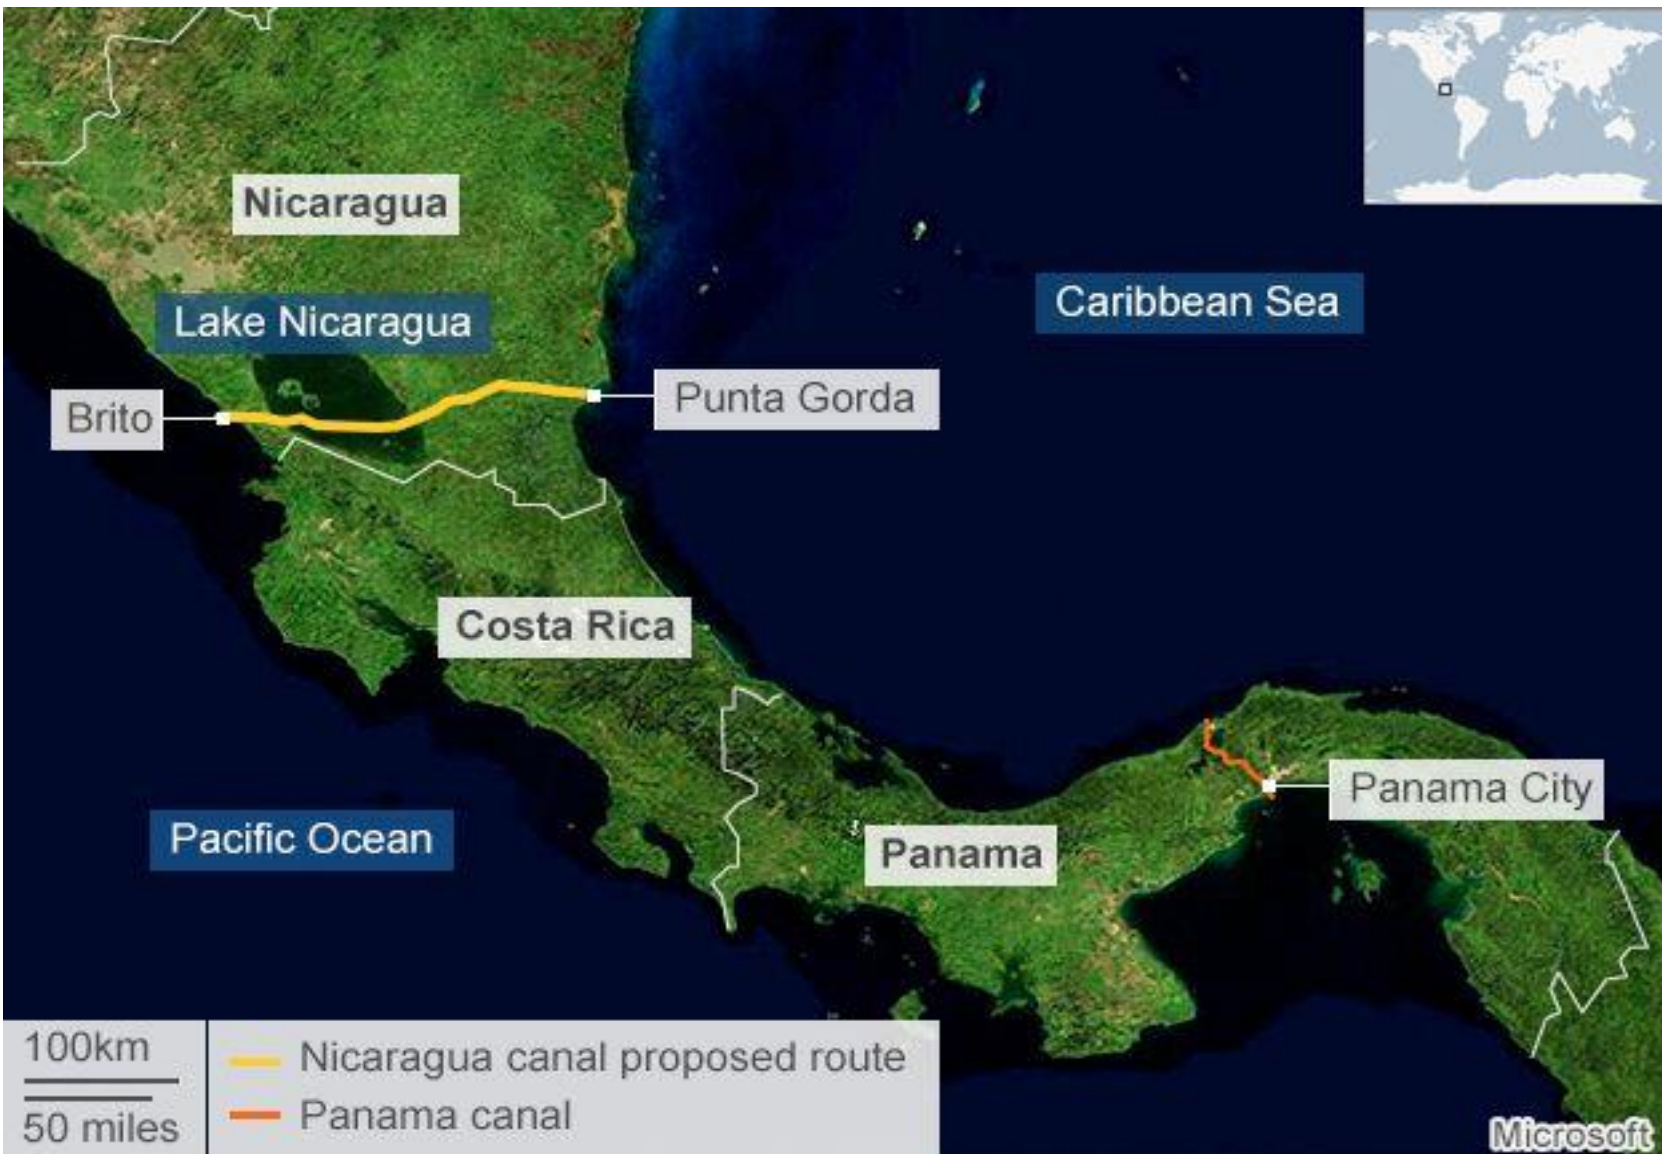 Nicaragua
Lake Nicaragua
Caribbean Sea
Brito
Punta Gorda
Costa Rica
Panama City
Pacific Ocean
Panama
100km
50 miles
Nicaragua canal proposed route
Panama canal
Microsoft